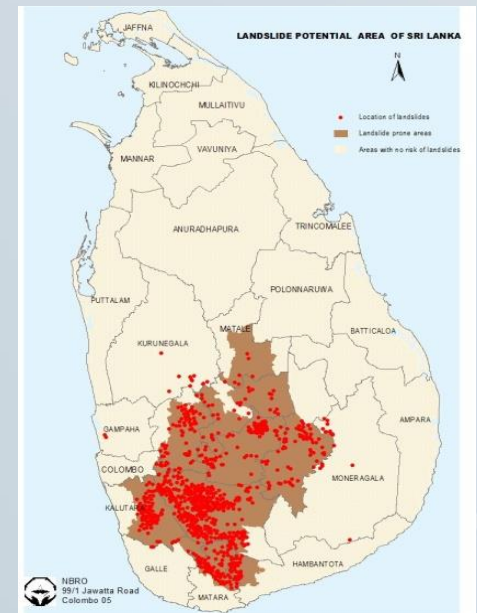 LANDSLIDE POTENTIAL AREA OF SRI LANKA
N
Location of landslides
Landslide prone areas
Areas with no risk of landslides
JAFFNA
KILINOCHCHI
MULLAITIVU
VAVUNIYA
MANNAR
ANURADHAPURA
TRINCOMALEE
POLONNARUWA
PUTTALAM
MATALE
BATTICALOA
KURUNEGALA
AMPARA
GAMPAHA
COLOMBO
MONERAGALA
KALUTARA
HAMBANTOTA
GALLE
MATARA
NBRO
99/1 Jawatta Road
Colombo 05